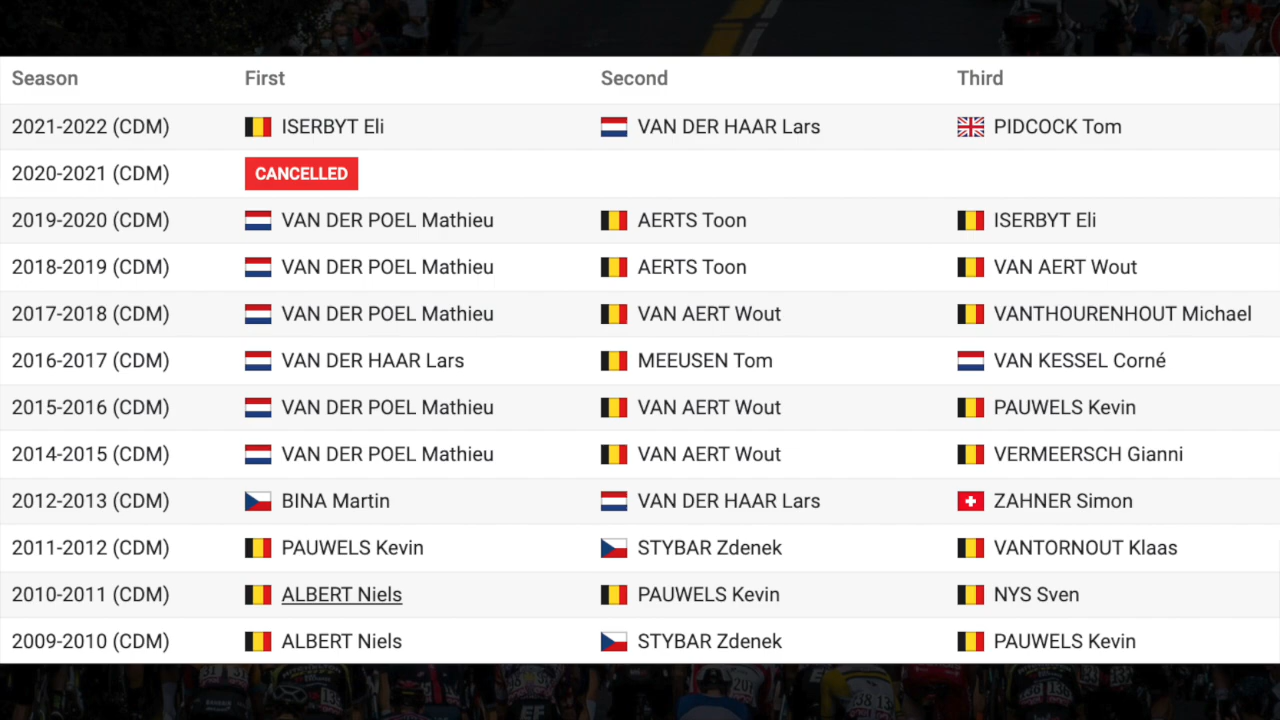 Season First Second Third
2021-2022 (CDM) ISERBYT Eli VAN DER HAAR Lars PIDCOCK Tom
2020-2021 (CDM) CANCELLED
2019-2020 (CDM) VAN DER POEL Mathieu AERTS Toon ISERBYT Eli
2018-2019 (CDM) VAN DER POEL Mathieu AERTS Toon VAN AERT Wout
2017-2018 (CDM) VAN DER POEL Mathieu VAN AERT Wout VANTHOURENHOUT Michael
2016-2017 (CDM) VAN DER HAAR Lars MEEUSEN Tom VAN KESSEL Corné
2015-2016 (CDM) VAN DER POEL Mathieu VAN AERT Wout PAUWELS Kevin
2014-2015 (CDM) VAN DER POEL Mathieu VAN AERT Wout VERMEERSCH Gianni
2012-2013 (CDM) BINA Martin VAN DER HAAR Lars ZAHNER Simon
2011-2012 (CDM) PAUWELS Kevin STYBAR Zdenek VANTORNOUT Klaas
2010-2011 (CDM) ALBERT Niels PAUWELS Kevin NYS Sven
2009-2010 (CDM) ALBERT Niels STYBAR Zdenek PAUWELS Kevin